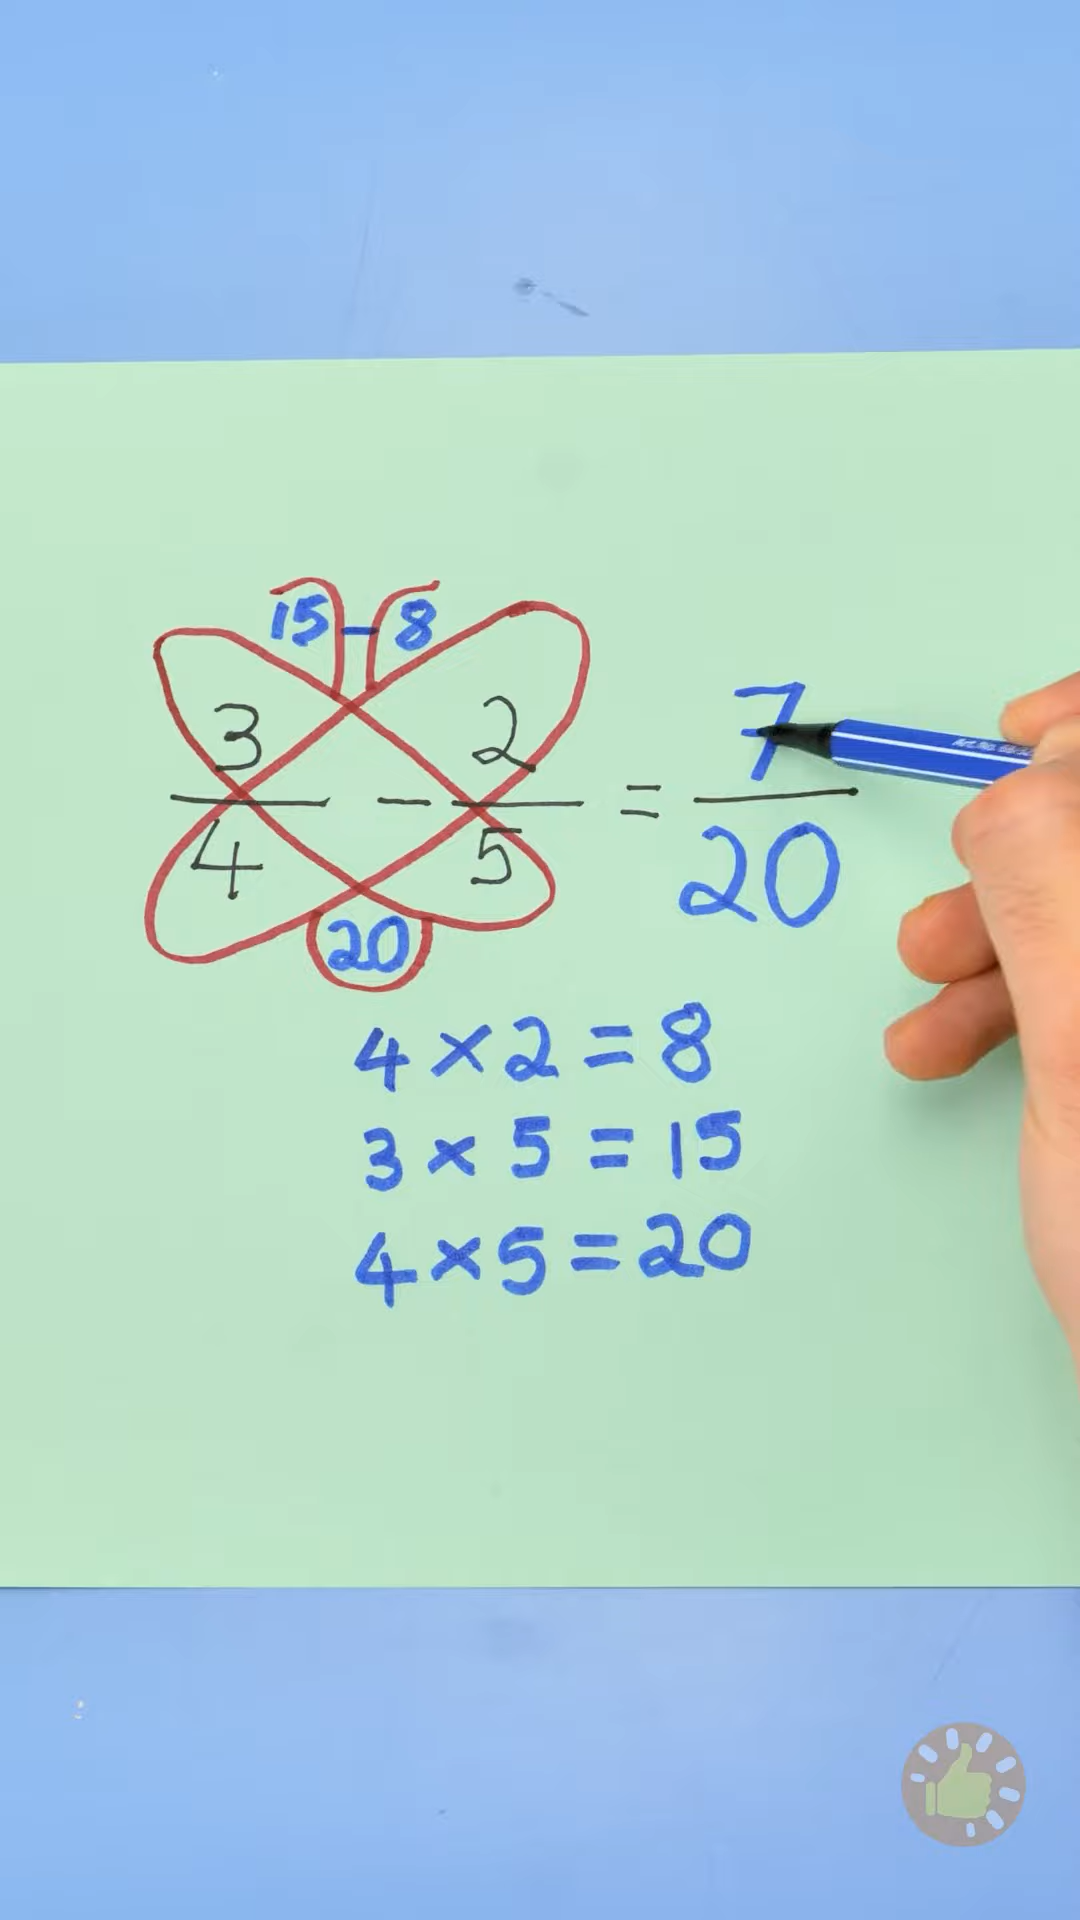 15 - 8
3/4 - 2/5 = 7/20
20
4 × 2 = 8
3 × 5 = 15
4 × 5 = 20